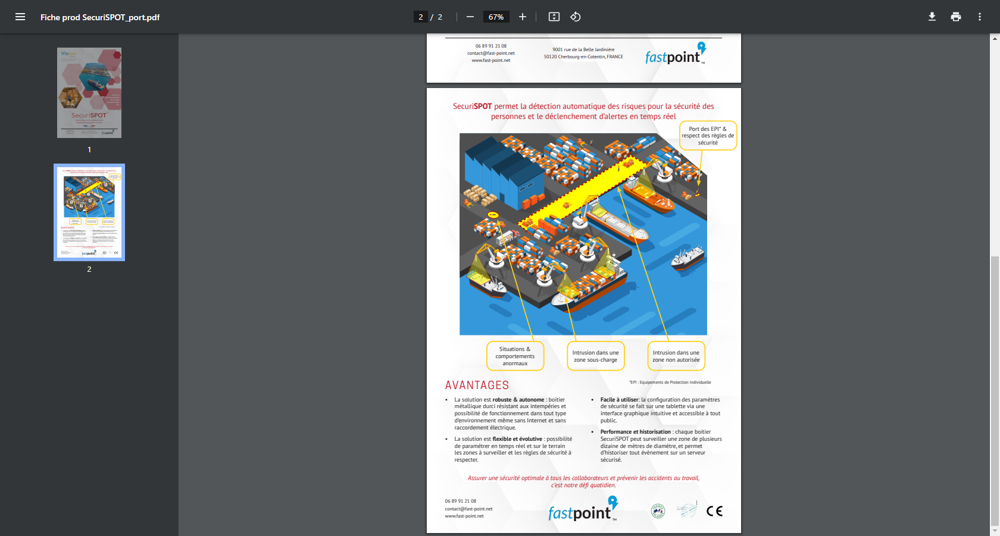 Fiche prod SecuriSPOT_port.pdf
2 / 2
67%
Vision
SecuriSPOT
fastpoint
1
2
06 89 91 21 08
contact@fast-point.net
www.fast-point.net
9001 rue de la Belle Jardinière
50120 Cherbourg-en-Cotentin, FRANCE
fastpoint™
SecuriSPOT permet la détection automatique des risques pour la sécurité des
personnes et le déclenchement d'alertes en temps réel
Port des EPI* &
respect des règles de
sécurité
Situations &
comportements
anormaux
Intrusion dans une
zone sous-charge
Intrusion dans une
zone non autorisée
*EPI : Equipements de Protection Individuelle
AVANTAGES
• La solution est robuste & autonome : boitier
métallique durci résistant aux intempéries et
possibilité de fonctionnement dans tout type
d'environnement même sans Internet et sans
raccordement électrique.
• La solution est flexible et évolutive : possibilité
de paramétrer en temps réel et sur le terrain
les zones à surveiller et les règles de sécurité à
respecter.
• Facile à utiliser: la configuration des paramètres
de sécurité se fait sur une tablette via une
interface graphique intuitive et accessible à tout
public.
• Performance et historisation : chaque boitier
SecuriSPOT peut surveiller une zone de plusieurs
dizaine de mètres de diamètre, et permet
d'historiser tout évènement sur un serveur
sécurisé.
Assurer une sécurité optimale à tous les collaborateurs et prévenir les accidents au travail,
c'est notre défi quotidien.
06 89 91 21 08
contact@fast-point.net
www.fast-point.net
fastpoint™
CE